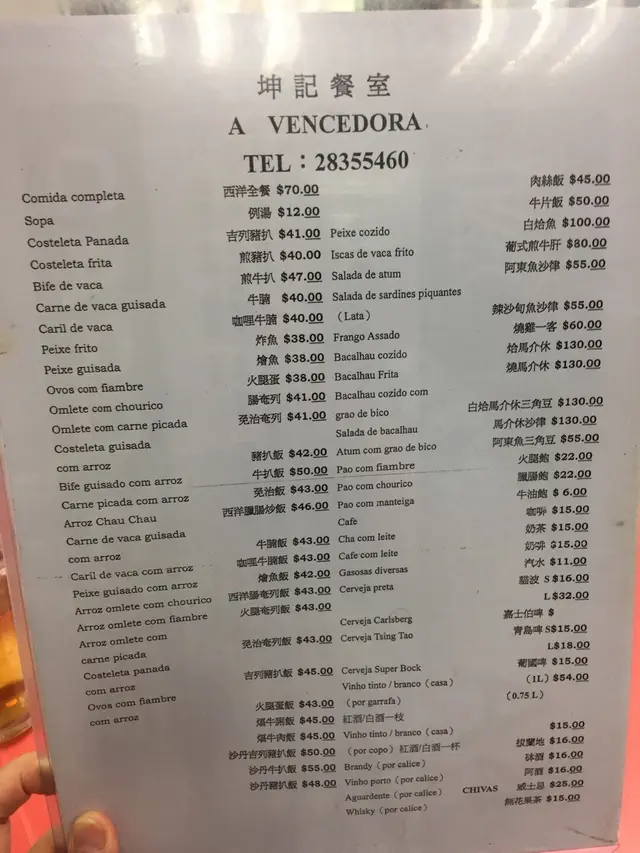 坤記餐室
A VENCEDORA
TEL：28355460
Comida completa 西洋全餐 $70.00
Sopa 例湯 $12.00
Costeleta Panada 吉列豬扒 $41.00
Costeleta frita 煎豬扒 $40.00
Bife de vaca 煎牛扒 $47.00
Carne de vaca guisada 牛腩 $40.00
Caril de vaca 咖哩牛腩 $40.00
Peixe frito 炸魚 $38.00
Peixe guisada 燴魚 $38.00
Ovos com fiambre 火腿蛋 $38.00
Omlete com chourico 腸奄列 $41.00
Omlete com carne picada 免治奄列 $41.00
Costeleta guisada
com arroz 豬扒飯 $42.00
Bife guisado com arroz 牛扒飯 $50.00
Carne picada com arroz 免治飯 $43.00
Arroz Chau Chau 西洋臘腸炒飯 $46.00
Carne de vaca guisada
com arroz 牛腩飯 $43.00
Caril de vaca com arroz 咖哩牛腩飯 $43.00
Peixe guisado com arroz 燴魚飯 $42.00
Arroz omlete com chourico 西洋腸奄列飯 $43.00
Arroz omlete com fiambre 火腿奄列飯 $43.00
Arroz omlete com
carne picada 免治奄列飯 $43.00
Costeleta panada
com arroz 吉列豬扒飯 $45.00
Ovos com fiambre
com arroz 火腿蛋飯 $43.00
牛脷飯 $45.00
牛肉飯 $45.00
沙丹吉列豬扒飯 $50.00
沙丹牛扒飯 $55.00
沙丹豬扒飯 $48.00
肉絲飯 $45.00
牛片飯 $50.00
Peixe cozido 白烚魚 $100.00
Iscas de vaca frito 葡式煎牛肝 $80.00
Salada de atum 阿東魚沙律 $55.00
Salada de sardines piquantes
（Lata） 辣沙甸魚沙律 $55.00
Frango Assado 燒雞一客 $60.00
Bacalhau cozido 烚馬介休 $130.00
Bacalhau Frita 燒馬介休 $130.00
Bacalhau cozido com
grao de bico 白烚馬介休三角豆 $130.00
Salada de bacalhau 馬介休沙律 $130.00
Atum com grao de bico 阿東魚三角豆 $55.00
Pao com fiambre 火腿飽 $22.00
Pao com chourico 臘腸飽 $22.00
Pao com manteiga 牛油飽 $ 6.00
Cafe 咖啡 $15.00
Cha com leite 奶茶 $15.00
Cafe com leite 奶啡 $15.00
Gasosas diversas 汽水 $11.00
Cerveja preta 貓波 S $16.00
L $32.00
Cerveja Carlsberg 嘉士伯啤 $
Cerveja Tsing Tao 青島啤 S$15.00
L$18.00
Cerveja Super Bock 葡國啤 $15.00
Vinho tinto / branco（casa） （1L）$54.00
（por garrafa） （0.75 L）
紅酒/白酒一枝
Vinho tinto / branco（casa）
（por copo）紅酒/白酒一杯 $15.00
Brandy（por calice） 拔蘭地 $16.00
Vinho porto（por calice） 砵酒 $16.00
Aguardente（por calice） 阿酒 $16.00
Whisky（por calice） CHIVAS 威士忌 $25.00
無花果茶 $15.00